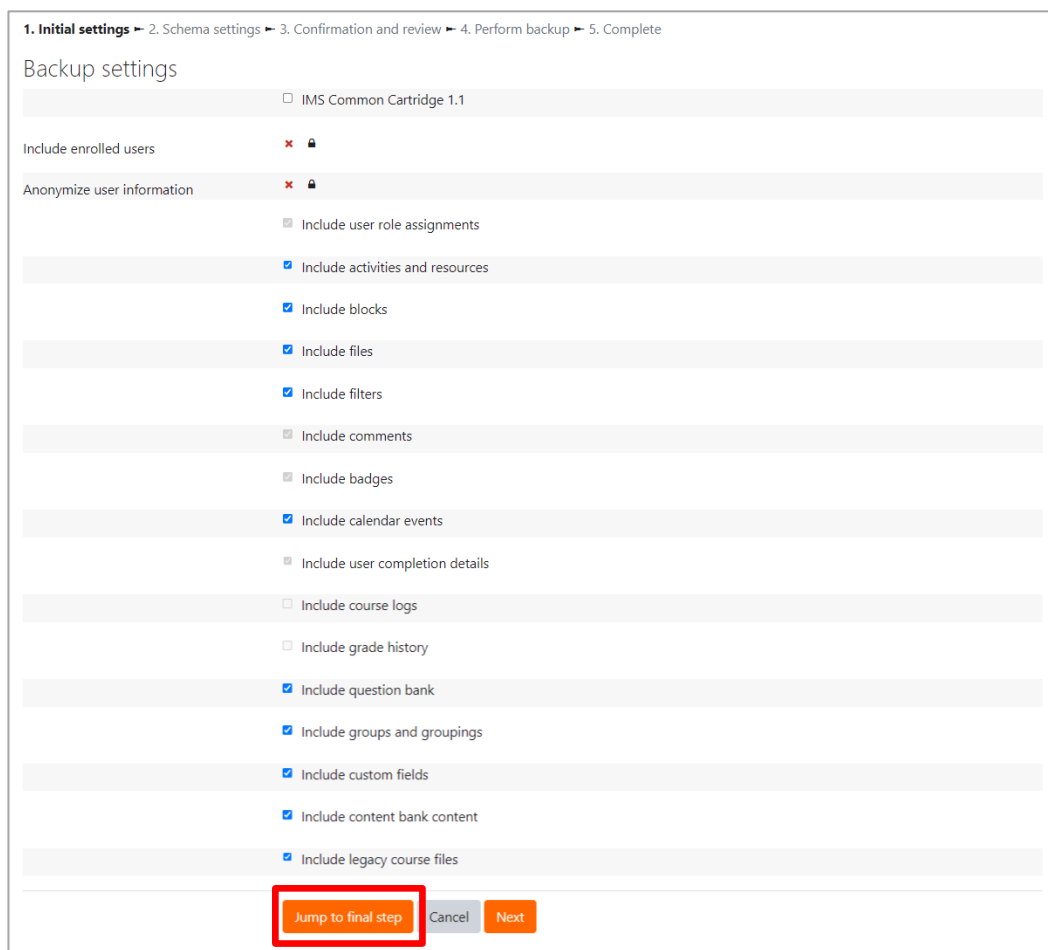 1. Initial settings ► 2. Schema settings ► 3. Confirmation and review ► 4. Perform backup ► 5. Complete
Backup settings
IMS Common Cartridge 1.1
Include enrolled users
Anonymize user information
Include user role assignments
Include activities and resources
Include blocks
Include files
Include filters
Include comments
Include badges
Include calendar events
Include user completion details
Include course logs
Include grade history
Include question bank
Include groups and groupings
Include custom fields
Include content bank content
Include legacy course files
Jump to final step Cancel Next